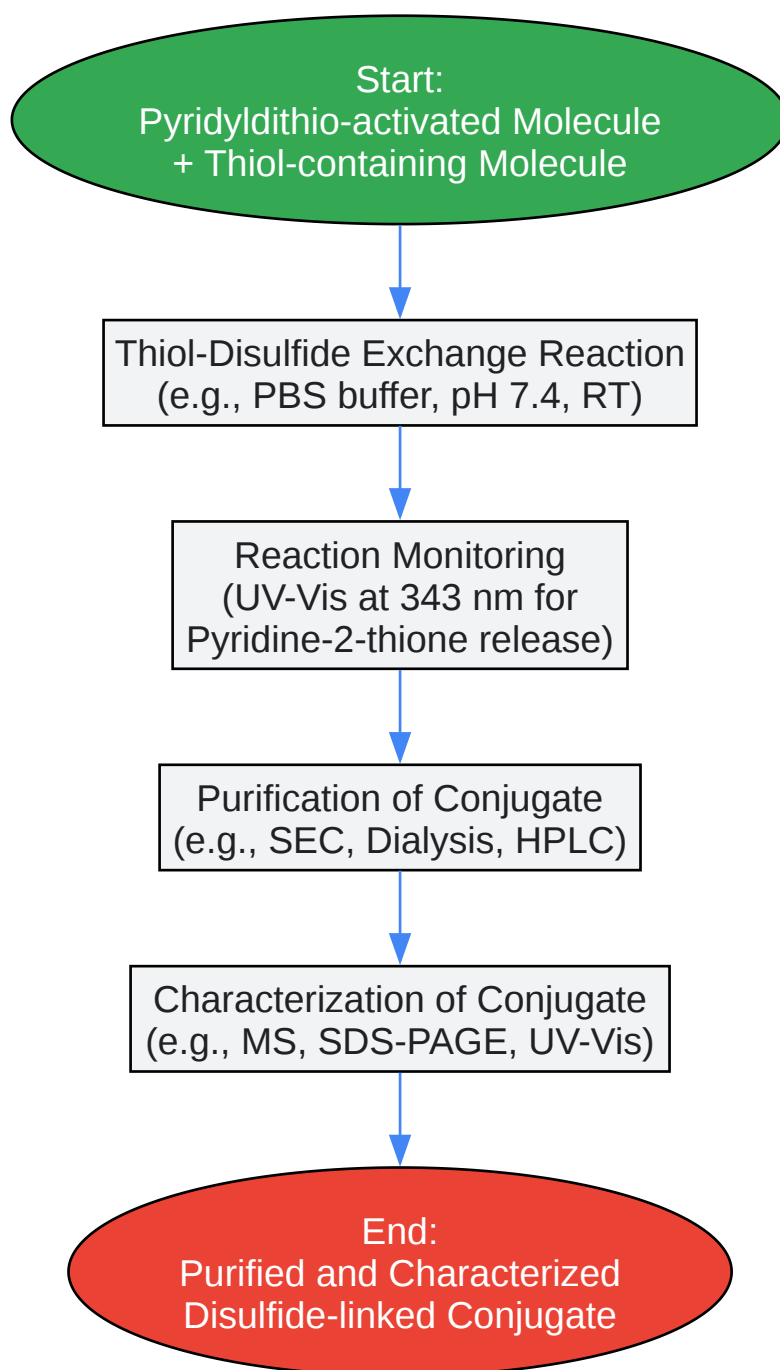 Start:
Pyridyldithio-activated Molecule
+ Thiol-containing Molecule
Thiol-Disulfide Exchange Reaction
(e.g., PBS buffer, pH 7.4, RT)
Reaction Monitoring
(UV-Vis at 343 nm for
Pyridine-2-thione release)
Purification of Conjugate
(e.g., SEC, Dialysis, HPLC)
Characterization of Conjugate
(e.g., MS, SDS-PAGE, UV-Vis)
End:
Purified and Characterized
Disulfide-linked Conjugate